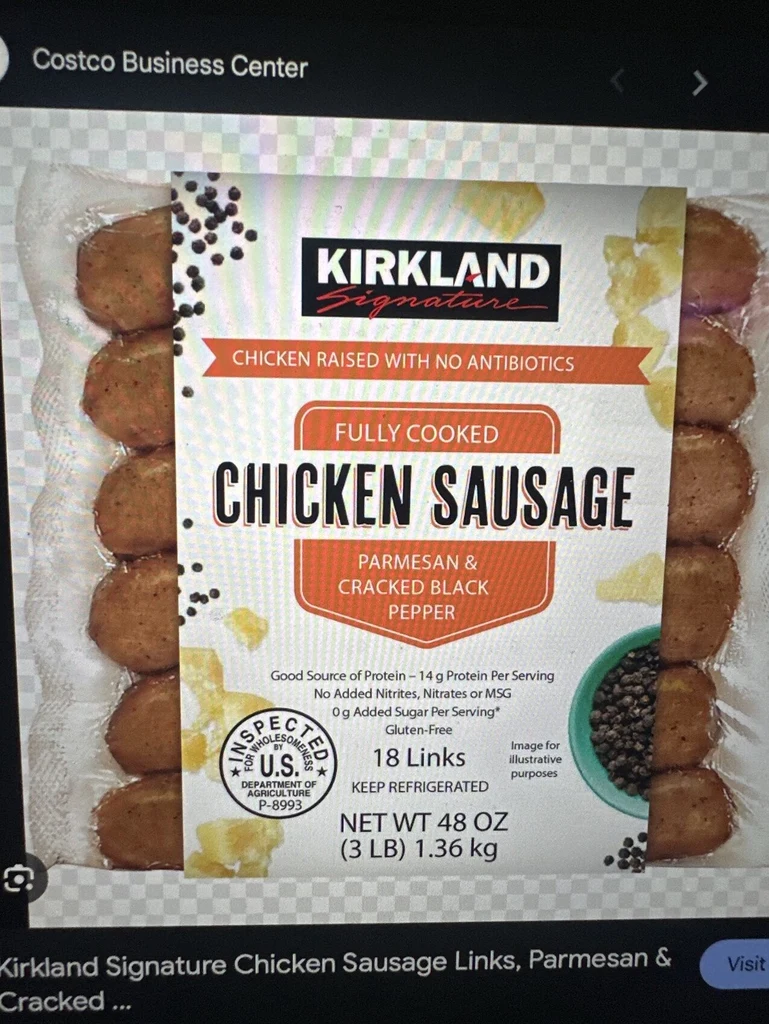 Costco Business Center
KIRKLAND
Signature
CHICKEN RAISED WITH NO ANTIBIOTICS
FULLY COOKED
CHICKEN SAUSAGE
PARMESAN &
CRACKED BLACK
PEPPER
Good Source of Protein – 14 g Protein Per Serving
No Added Nitrites, Nitrates or MSG
0 g Added Sugar Per Serving*
Gluten-Free
18 Links
KEEP REFRIGERATED
Image for
illustrative
purposes
INSPECTED
FOR WHOLESOMENESS
BY
U.S.
DEPARTMENT OF
AGRICULTURE
P-8993
NET WT 48 OZ
(3 LB) 1.36 kg
Kirkland Signature Chicken Sausage Links, Parmesan &
Cracked ...
Visit